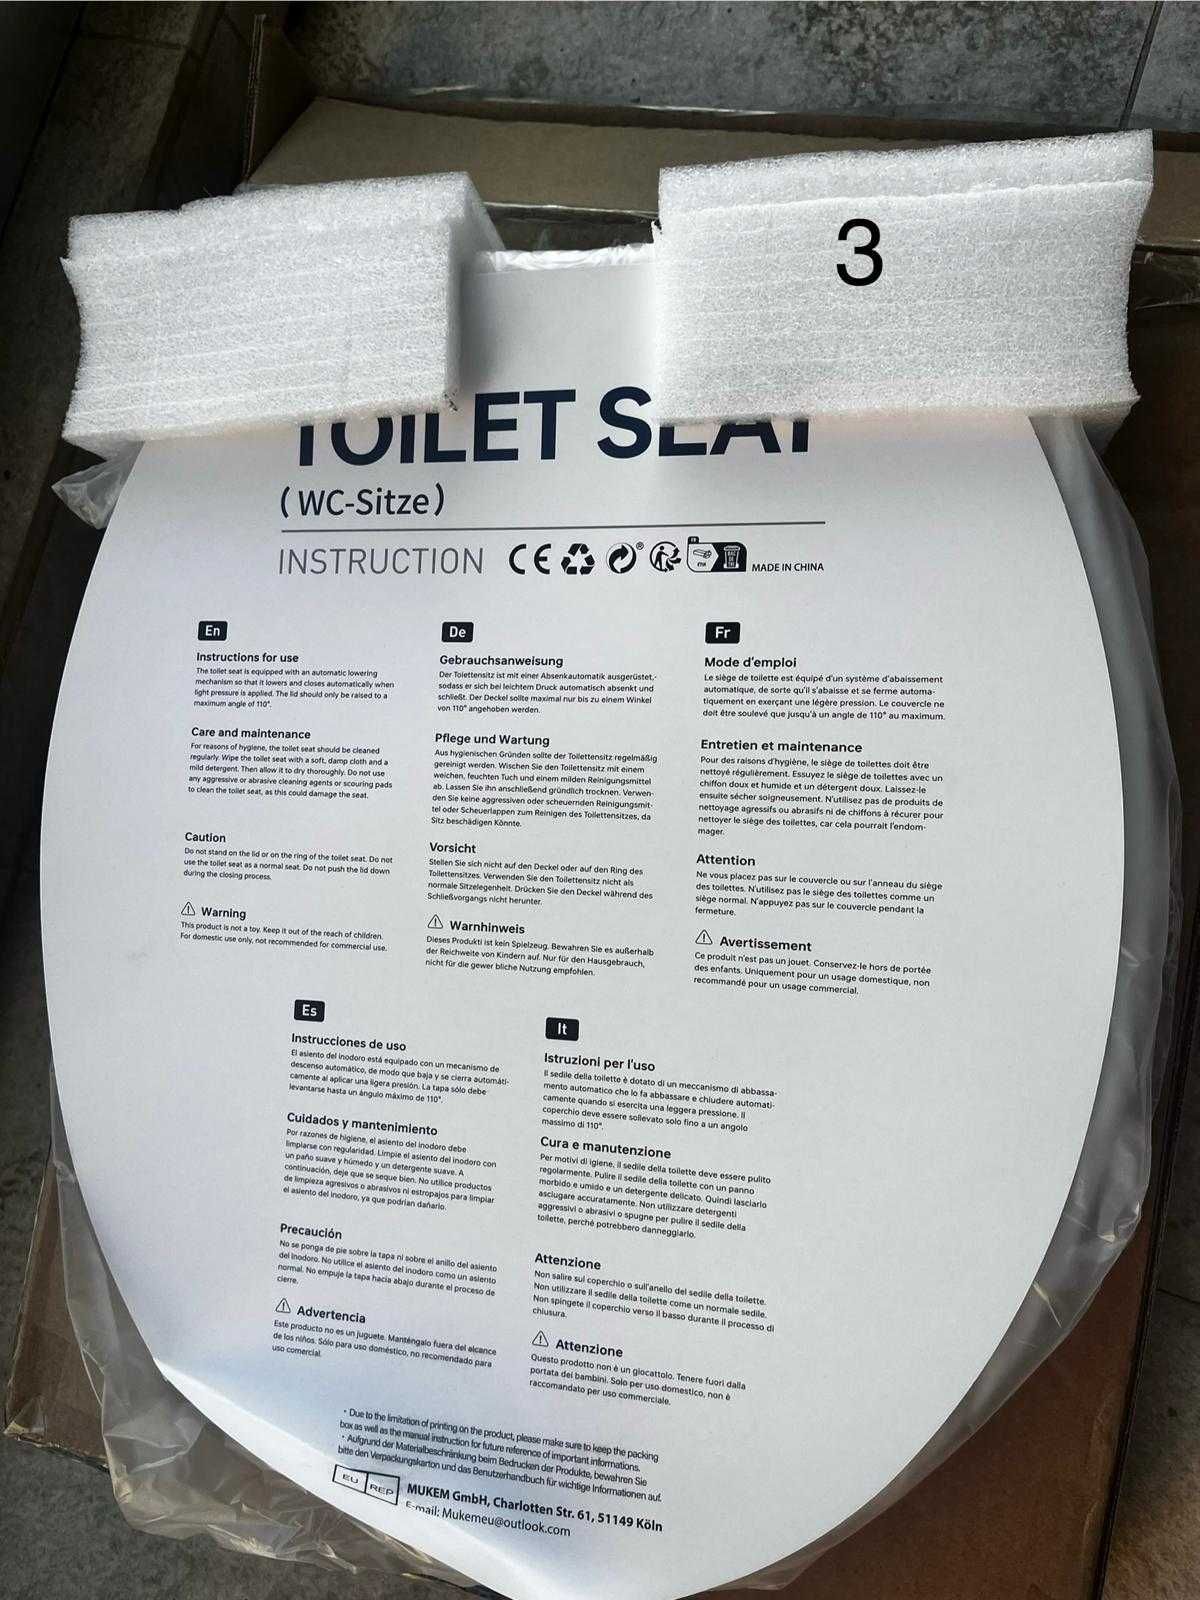 3
TOILET SEAT
(WC-Sitze)
INSTRUCTION CE MADE IN CHINA
En
Instructions for use
The toilet seat is equipped with an automatic lowering
mechanism so that it lowers and closes automatically when
light pressure is applied. The lid should only be raised to a
maximum angle of 110°.
Care and maintenance
For reasons of hygiene, the toilet seat should be cleaned
regularly. Wipe the toilet seat with a soft, damp cloth and a
mild detergent. Then allow it to dry thoroughly. Do not use
any aggressive or abrasive cleaning agents or scouring pads
to clean the toilet seat, as this could damage the seat.
Caution
Do not stand on the lid or on the ring of the toilet seat. Do not
use the toilet seat as a normal seat. Do not push the lid down
during the closing process.
Warning
This product is not a toy. Keep it out of the reach of children.
For domestic use only, not recommended for commercial use.
De
Gebrauchsanweisung
Der Tolettensitz ist mit einer Absenkautomatik ausgerüstet,-
sodass er sich bei leichtem Druck automatisch absenkt und
schließt. Der Deckel sollte maximal nur bis zu einem Winkel
von 110° angehoben werden.
Pflege und Wartung
Aus hygienischen Gründen sollte der Toilettensitz regelmäßig
gereinigt werden. Wischen Sie den Toilettensitz mit einem
weichen, feuchten Tuch und einem milden Reinigungsmittel
ab. Lassen Sie ihn anschließend gründlich trocknen. Verwen-
den Sie keine aggressiven oder scheuernden Reinigungsmit-
tel oder Scheuerlappen zum Reinigen des Toilettensitzes, da
Sitz beschädigen Könnte.
Vorsicht
Stellen Sie sich nicht auf den Deckel oder auf den Ring des
Toilettensitzes. Verwenden Sie den Toilettensitz nicht als
normale Sitzelegenheit. Drücken Sie den Deckel während des
Schließvorgangs nicht herunter.
Warnhinweis
Dieses Produktl ist kein Spielzeug. Bewahren Sie es außerhalb
der Reichweite von Kindern auf. Nur für den Hausgebrauch,
nicht für die gewer bliche Nutzung empfohlen.
Fr
Mode d'emploi
Le siège de toilette est équipé d'un système d'abaissement
automatique, de sorte qu'il s'abaisse et se ferme automa-
tiquement en exerçant une légère pression. Le couvercle ne
doit être soulevé que jusqu'à un angle de 110° au maximum.
Entretien et maintenance
Pour des raisons d'hygiène, le siège de toilettes doit être
nettoyé régulièrement. Essuyez le siège de toilettes avec un
chiffon doux et humide et un détergent doux. Laissez-le
ensuite sécher soigneusement. N'utilisez pas de produits de
nettoyage agressifs ou abrasifs ni de chiffons à récurer pour
nettoyer le siège des toilettes, car cela pourrait l'endom-
mager.
Attention
Ne vous placez pas sur le couvercle ou sur l'anneau du siège
des toilettes. N'utilisez pas le siège des toilettes comme un
siège normal. N'appuyez pas sur le couvercle pendant la
fermeture.
Avertissement
Ce produit n'est pas un jouet. Conservez-le hors de portée
des enfants. Uniquement pour un usage domestique, non
recommandé pour un usage commercial.
Es
Instrucciones de uso
El asiento del inodoro está equipado con un mecanismo de
descenso automático, de modo que baja y se cierra automáti-
camente al aplicar una ligera presión. La tapa sólo debe
levantarse hasta un ángulo máximo de 110°.
Cuidados y mantenimiento
Por razones de higiene, el asiento del inodoro debe
limpiarse con regularidad. Limpie el asiento del inodoro con
un paño suave y húmedo y un detergente suave. A
continuación, deje que se seque bien. No utilice productos
de limpieza agresivos o abrasivos ni estropajos para limpiar
el asiento del inodoro, ya que podrían dañarlo.
Precaución
No se ponga de pie sobre la tapa ni sobre el anillo del asiento
del inodoro. No utilice el asiento del inodoro como un asiento
normal. No empuje la tapa hacia abajo durante el proceso de
cierre.
Advertencia
Este producto no es un juguete. Manténgalo fuera del alcance
de los niños. Sólo para uso doméstico, no recomendado para
uso comercial.
It
Istruzioni per l'uso
Il sedile della toilette è dotato di un meccanismo di abbassa-
mento automatico che lo fa abbassare e chiudere automati-
camente quando si esercita una leggera pressione. Il
coperchio deve essere sollevato solo fino a un angolo
massimo di 110°.
Cura e manutenzione
Per motivi di igiene, il sedile della toilette deve essere pulito
regolarmente. Pulire il sedile della toilette con un panno
morbido e umido e un detergente delicato. Quindi lasciarlo
asciugare accuratamente. Non utilizzare detergenti
aggressivi o abrasivi o spugne per pulire il sedile della
toilette, perché potrebbero danneggiarlo.
Attenzione
Non salire sul coperchio o sull'anello del sedile della toilette.
Non utilizzare il sedile della toilette come un normale sedile.
Non spingete il coperchio verso il basso durante il processo di
chiusura.
Attenzione
Questo prodotto non è un giocattolo. Tenere fuori dalla
portata dei bambini. Solo per uso domestico, non è
raccomandato per uso commerciale.
• Due to the limitation of printing on the product, please make sure to keep the packing
box as well as the manual instruction for future reference of important informations.
• Aufgrund der Materialbeschränkung beim Bedrucken der Produkte, bewahren Sie
bitte den Verpackungskarton und das Benutzerhandbuch für wichtige Informationen auf.
EU REP MUKEM GmbH, Charlotten Str. 61, 51149 Köln
E-mail: Mukemeu@outlook.com